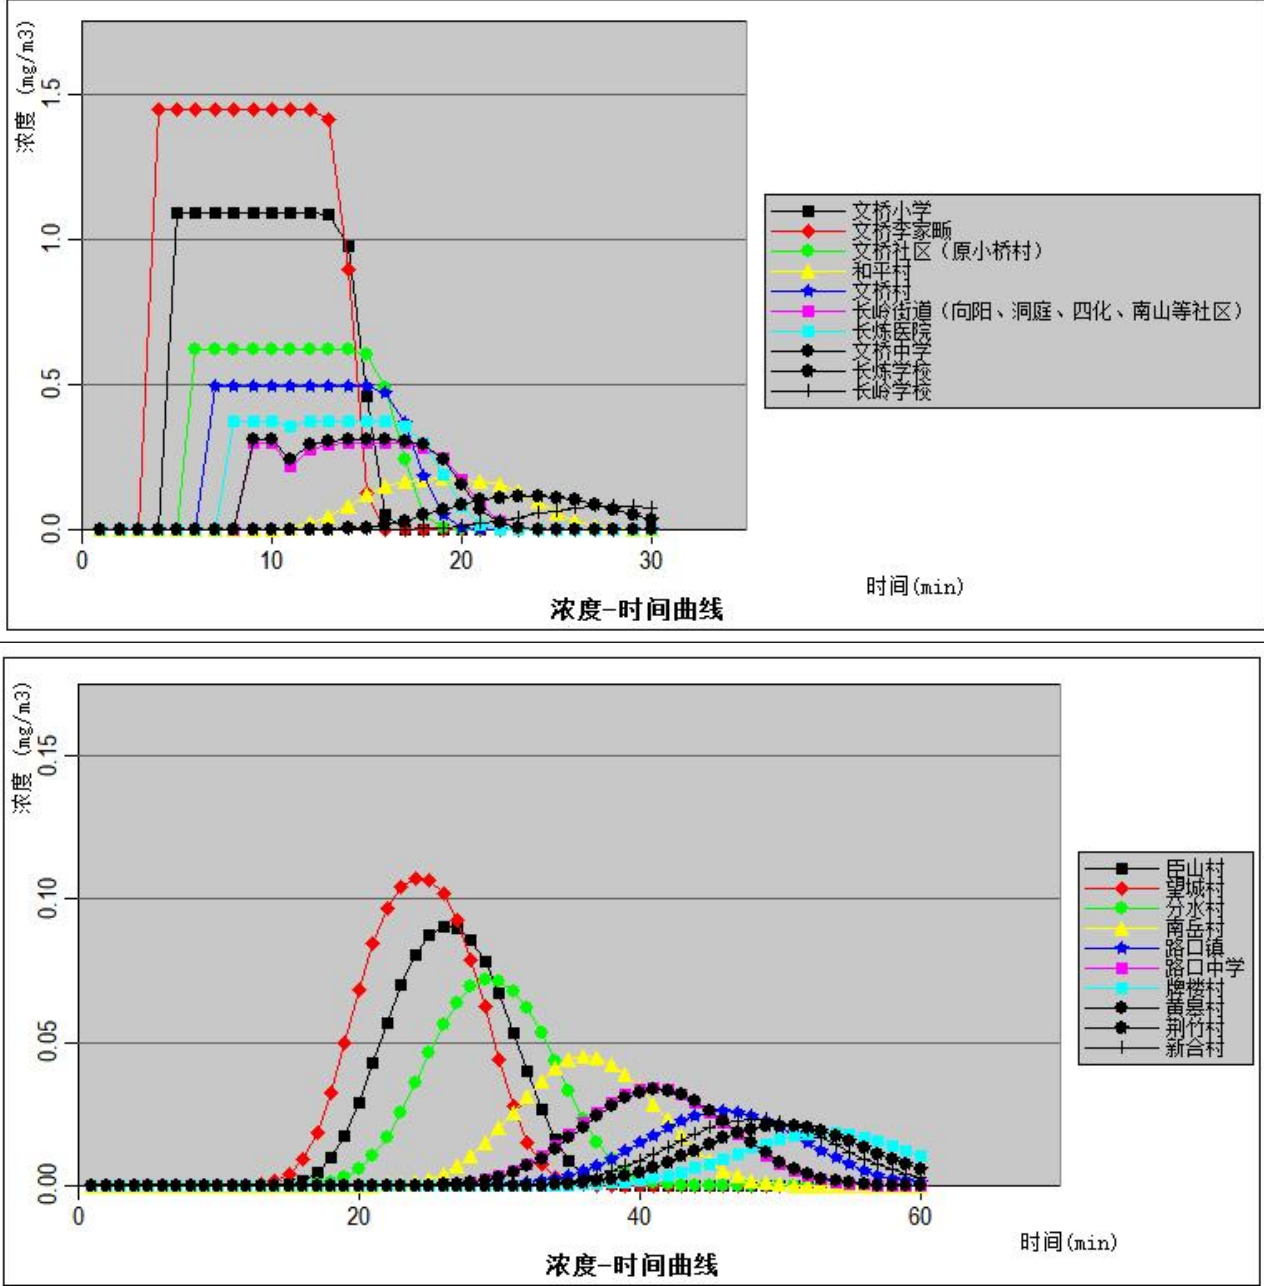 浓度 (mg/m3)
1.5
1.0
0.5
0.0
0
10
20
30
时间(min)
浓度-时间曲线
文桥小学
文桥李家畈
文桥社区（原小桥村）
和平村
文桥村
长岭街道（向阳、洞庭、四化、南山等社区）
长炼医院
文桥中学
长炼学校
长岭学校
浓度 (mg/m3)
0.15
0.10
0.05
0.00
0
20
40
60
时间(min)
浓度-时间曲线
臣山村
望城村
分水村
南岳村
路口镇
路口中学
牌楼村
黄皋村
荆竹村
新合村